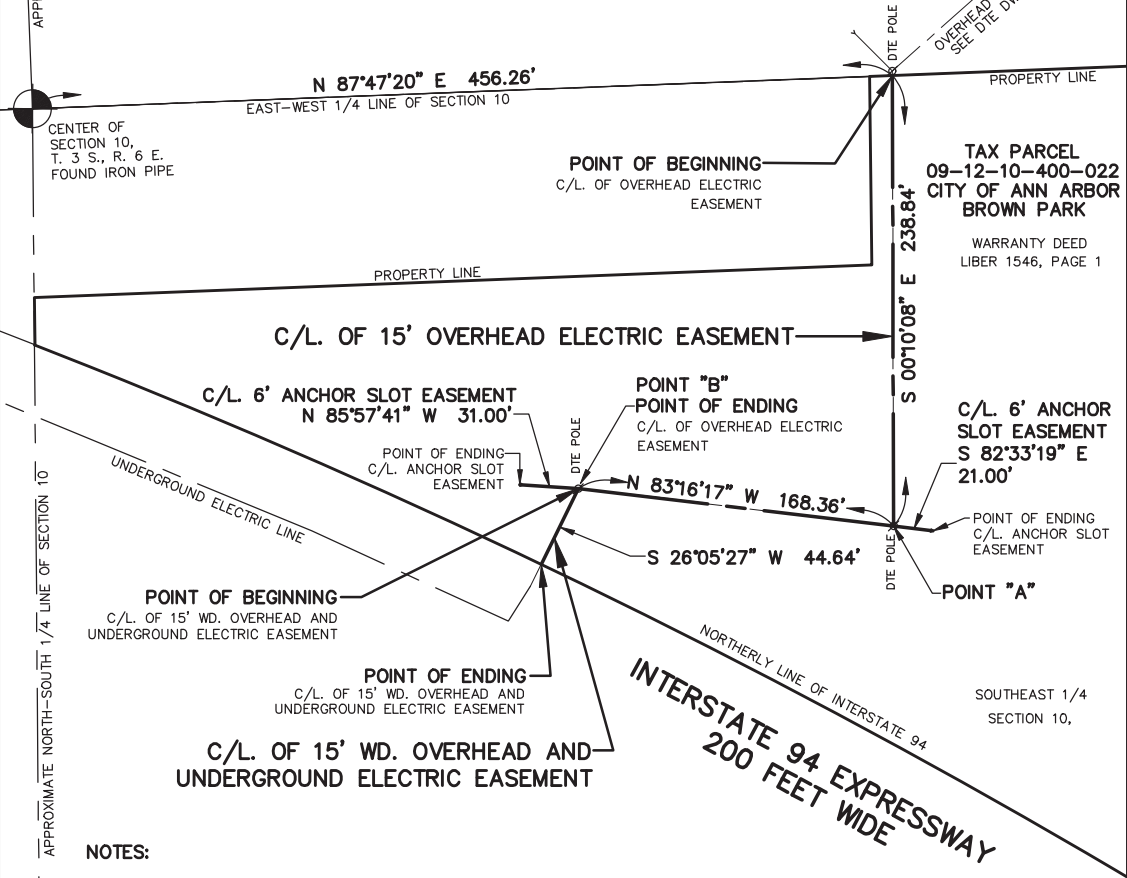 APP
DTE POLE
OVERHEAD
SEE DTE
N 87°47'20" E 456.26'
EAST-WEST 1/4 LINE OF SECTION 10
PROPERTY LINE
CENTER OF
SECTION 10,
T. 3 S., R. 6 E.
FOUND IRON PIPE
POINT OF BEGINNING
C/L. OF OVERHEAD ELECTRIC
EASEMENT
TAX PARCEL
09-12-10-400-022
CITY OF ANN ARBOR
BROWN PARK
WARRANTY DEED
LIBER 1546, PAGE 1
S 00°10'08" E 238.84'
PROPERTY LINE
C/L. OF 15' OVERHEAD ELECTRIC EASEMENT
C/L. 6' ANCHOR SLOT EASEMENT
N 85°57'41" W 31.00'
POINT "B"
POINT OF ENDING
C/L. OF OVERHEAD ELECTRIC
EASEMENT
C/L. 6' ANCHOR
SLOT EASEMENT
S 82°33'19" E
21.00'
DTE POLE
POINT OF ENDING
C/L. ANCHOR SLOT
EASEMENT
UNDERGROUND ELECTRIC LINE
N 83°16'17" W 168.36'
POINT OF ENDING
C/L. ANCHOR SLOT
EASEMENT
S 26°05'27" W 44.64'
DTE POLE
POINT "A"
POINT OF BEGINNING
C/L. OF 15' WD. OVERHEAD AND
UNDERGROUND ELECTRIC EASEMENT
APPROXIMATE NORTH-SOUTH 1/4 LINE OF SECTION 10
POINT OF ENDING
C/L. OF 15' WD. OVERHEAD AND
UNDERGROUND ELECTRIC EASEMENT
NORTHERLY LINE OF INTERSTATE 94
INTERSTATE 94 EXPRESSWAY
200 FEET WIDE
SOUTHEAST 1/4
SECTION 10,
C/L. OF 15' WD. OVERHEAD AND
UNDERGROUND ELECTRIC EASEMENT
NOTES: